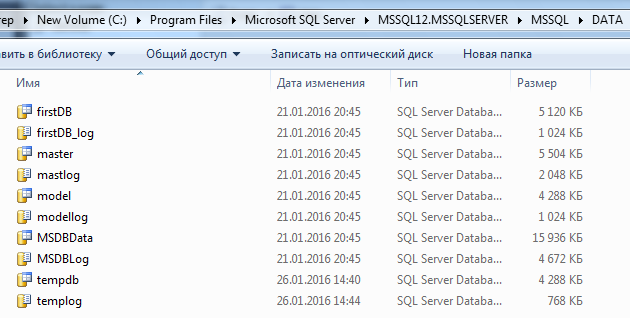 тер ▸ New Volume (C:) ▸ Program Files ▸ Microsoft SQL Server ▸ MSSQL12.MSSQLSERVER ▸ MSSQL ▸ DATA
авить в библиотеку Общий доступ Записать на оптический диск Новая папка
Имя Дата изменения Тип Размер
firstDB 21.01.2016 20:45 SQL Server Databa... 5 120 КБ
firstDB_log 21.01.2016 20:45 SQL Server Databa... 1 024 КБ
master 21.01.2016 20:45 SQL Server Databa... 5 504 КБ
mastlog 21.01.2016 20:45 SQL Server Databa... 2 048 КБ
model 21.01.2016 20:45 SQL Server Databa... 4 288 КБ
modellog 21.01.2016 20:45 SQL Server Databa... 1 024 КБ
MSDBData 21.01.2016 20:45 SQL Server Databa... 15 936 КБ
MSDBLog 21.01.2016 20:45 SQL Server Databa... 4 672 КБ
tempdb 26.01.2016 14:40 SQL Server Databa... 4 288 КБ
templog 26.01.2016 14:44 SQL Server Databa... 768 КБ